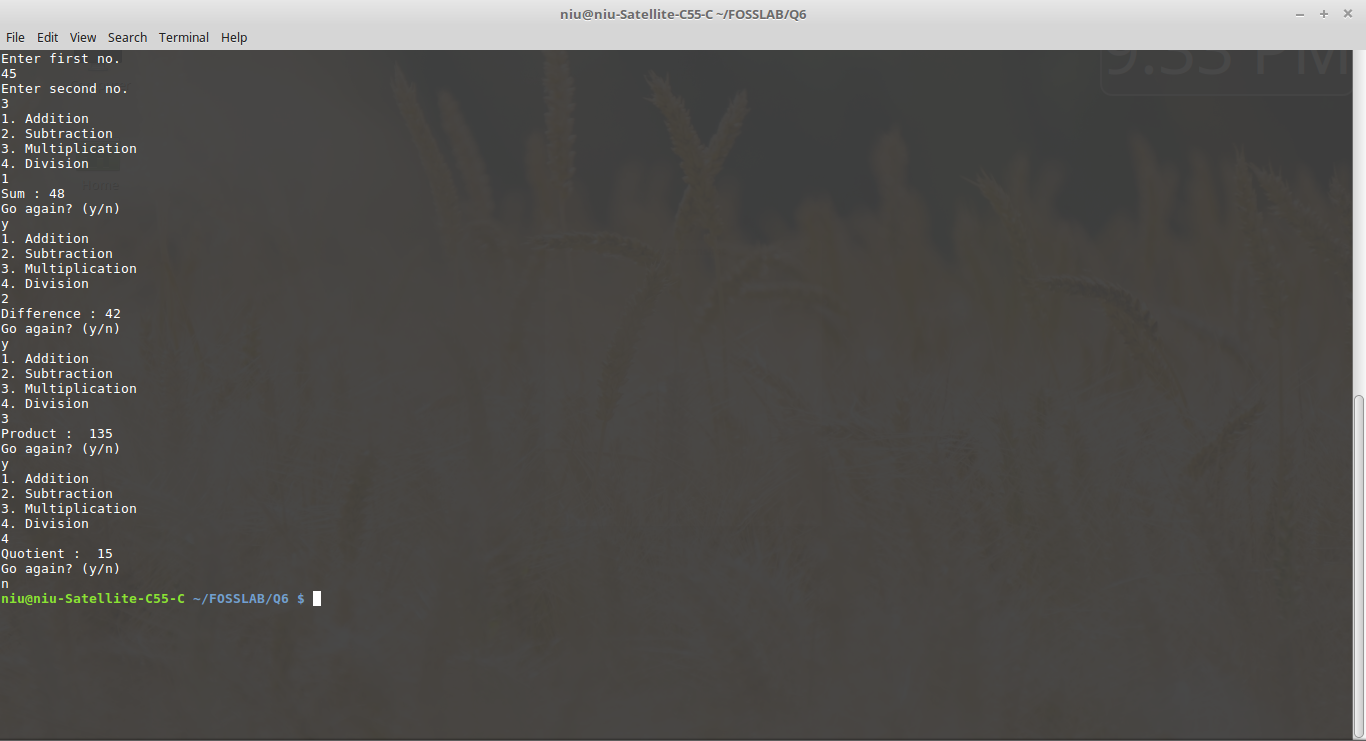 niu@niu-Satellite-C55-C ~/FOSSLAB/Q6
File Edit View Search Terminal Help
Enter first no.
45
Enter second no.
3
1. Addition
2. Subtraction
3. Multiplication
4. Division
1
Sum : 48
Go again? (y/n)
y
1. Addition
2. Subtraction
3. Multiplication
4. Division
2
Difference : 42
Go again? (y/n)
y
1. Addition
2. Subtraction
3. Multiplication
4. Division
3
Product :  135
Go again? (y/n)
y
1. Addition
2. Subtraction
3. Multiplication
4. Division
4
Quotient :  15
Go again? (y/n)
n
niu@niu-Satellite-C55-C ~/FOSSLAB/Q6 $